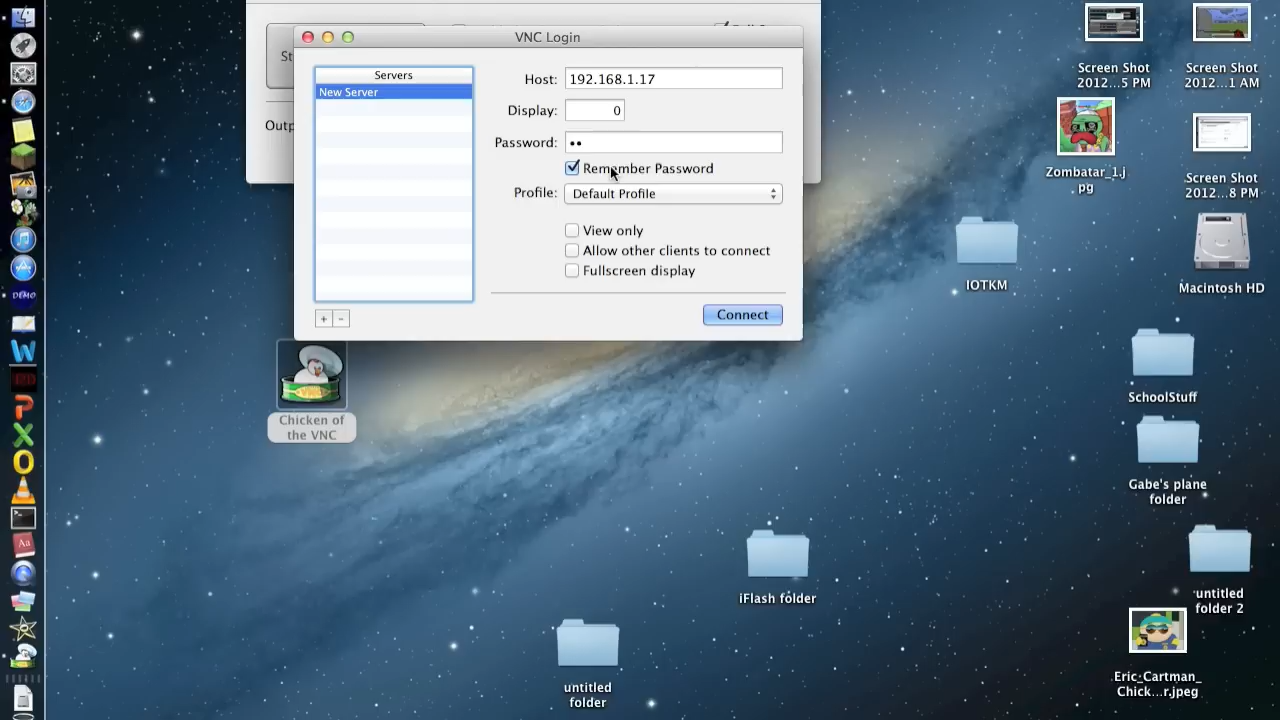 VNC Login
St
Outp
Servers
New Server
+
-
Host:
192.168.1.17
Display:
0
Password:
••
Remember Password
Profile:
Default Profile
View only
Allow other clients to connect
Fullscreen display
Connect
Chicken of
the VNC
Screen Shot
2012...5 PM
Screen Shot
2012...1 AM
Zombatar_1.j
pg
Screen Shot
2012...8 PM
IOTKM
Macintosh HD
SchoolStuff
Gabe's plane
folder
iFlash folder
untitled
folder 2
untitled
folder
Eric_Cartman_
Chick...r.jpeg
DEMO
Aa